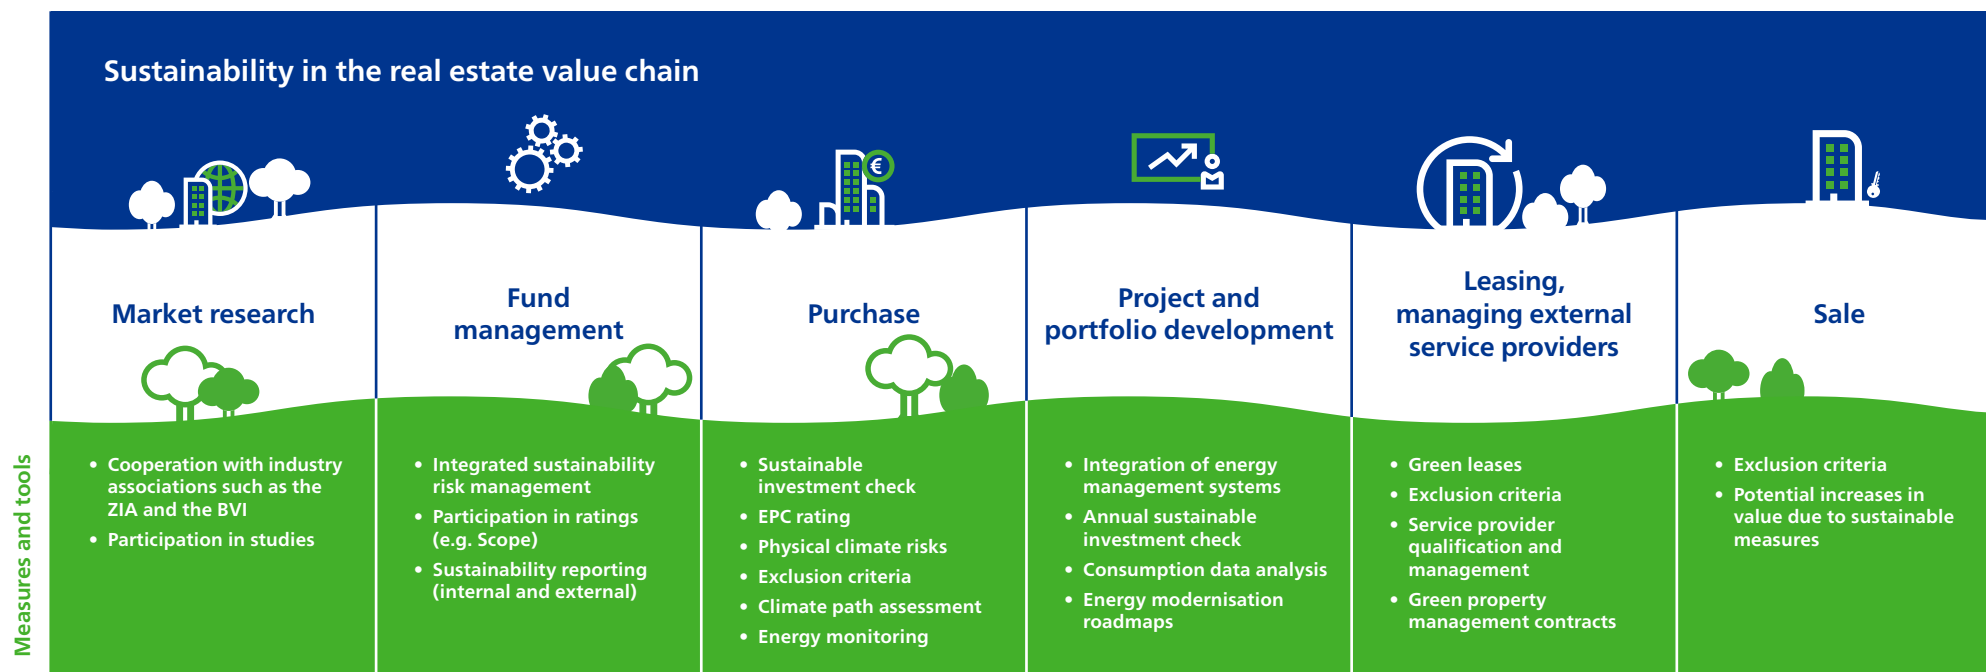 Sustainability in the real estate value chain
€
Market research
Fund
management
Purchase
Project and
portfolio development
Leasing,
managing external
service providers
Sale
Measures and tools
• Cooperation with industry
associations such as the
ZIA and the BVI
• Participation in studies
• Integrated sustainability
risk management
• Participation in ratings
(e.g. Scope)
• Sustainability reporting
(internal and external)
• Sustainable
investment check
• EPC rating
• Physical climate risks
• Exclusion criteria
• Climate path assessment
• Energy monitoring
• Integration of energy
management systems
• Annual sustainable
investment check
• Consumption data analysis
• Energy modernisation
roadmaps
• Green leases
• Exclusion criteria
• Service provider
qualification and
management
• Green property
management contracts
• Exclusion criteria
• Potential increases in
value due to sustainable
measures